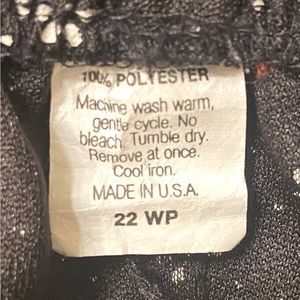 100% POLYESTER
Machine wash warm,
gentle cycle. No
bleach. Tumble dry.
Remove at once.
Cool iron.
MADE IN U.S.A.
22 WP